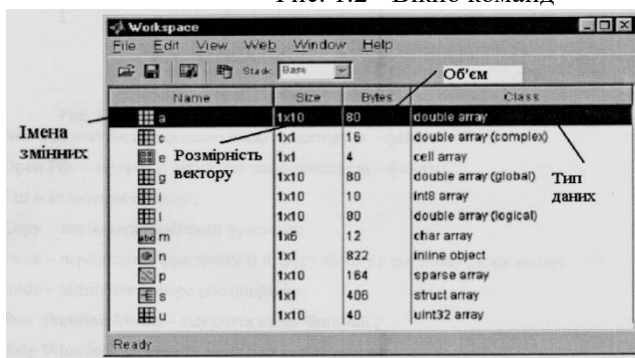 Рис. 1.2 - Вікно команд
Workspace
File Edit View Web Window Help
Stack: Base
Об'єм
Name Size Bytes Class
a 1x10 80 double array
Імена змінних
c 1x1 16 double array (complex)
Розмірність вектору
e 1x1 4 cell array
g 1x10 80 double array (global)
Тип даних
i 1x10 10 int8 array
l 1x10 80 double array (logical)
m 1x6 12 char array
n 1x1 822 inline object
p 1x10 164 sparse array
s 1x1 406 struct array
u 1x10 40 uint32 array
Ready